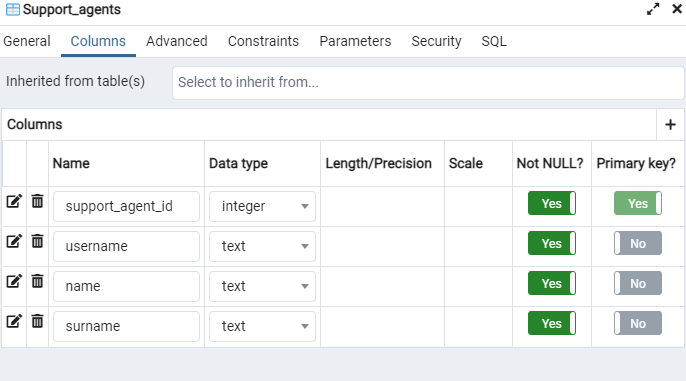 Support_agents
General Columns Advanced Constraints Parameters Security SQL
Inherited from table(s) Select to inherit from...
Columns
Name Data type Length/Precision Scale Not NULL? Primary key?
support_agent_id integer Yes Yes
username text Yes No
name text Yes No
surname text Yes No